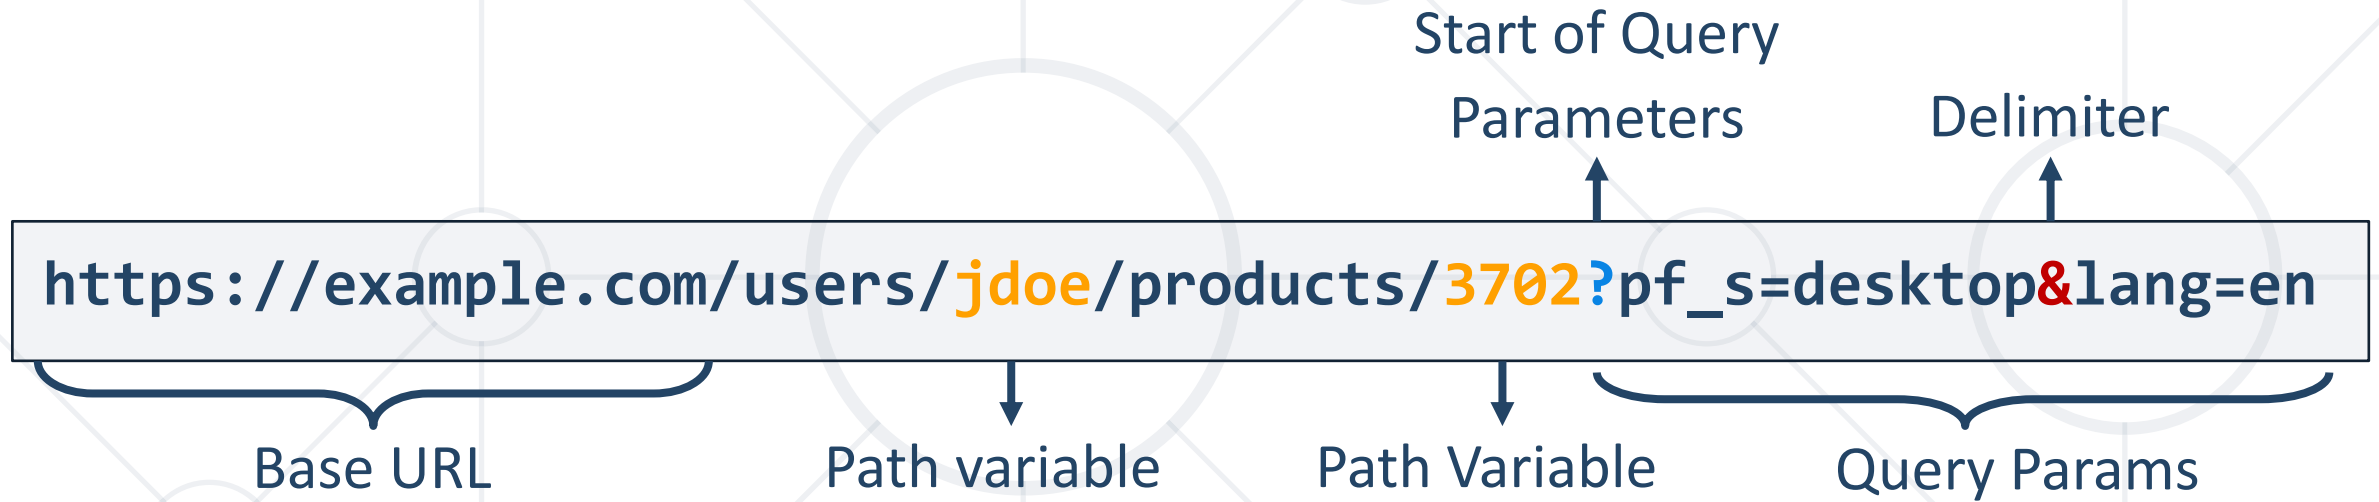 Start of Query
Parameters
Delimiter
https://example.com/users/jdoe/products/3702?pf_s=desktop&lang=en
Base URL
Path variable
Path Variable
Query Params